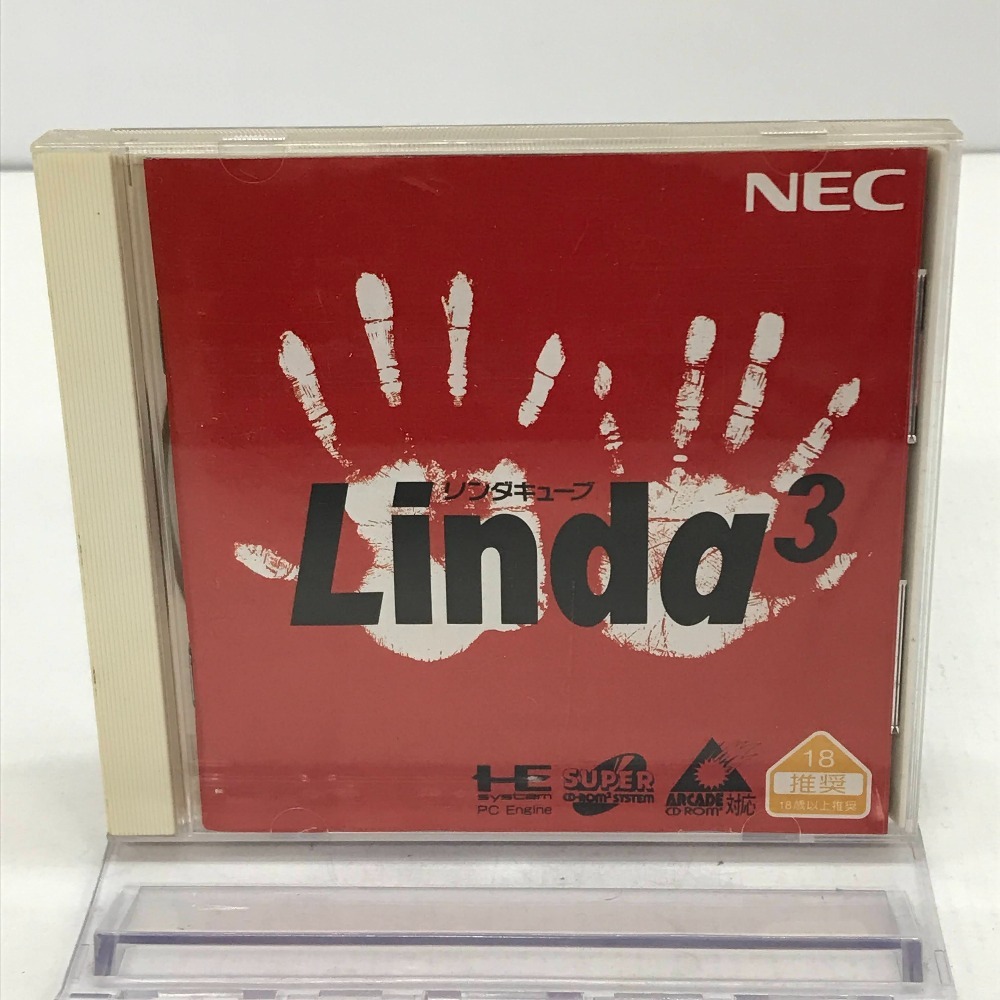 NEC
リンダキューブ
Linda³
HE
system
PC Engine
SUPER
CD-ROM² SYSTEM
ARCADE
CD-ROM² 対応
18
推奨
18歳以上推奨